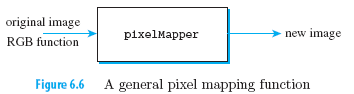 original image
RGB function
pixelMapper
new image
Figure 6.6 A general pixel mapping function